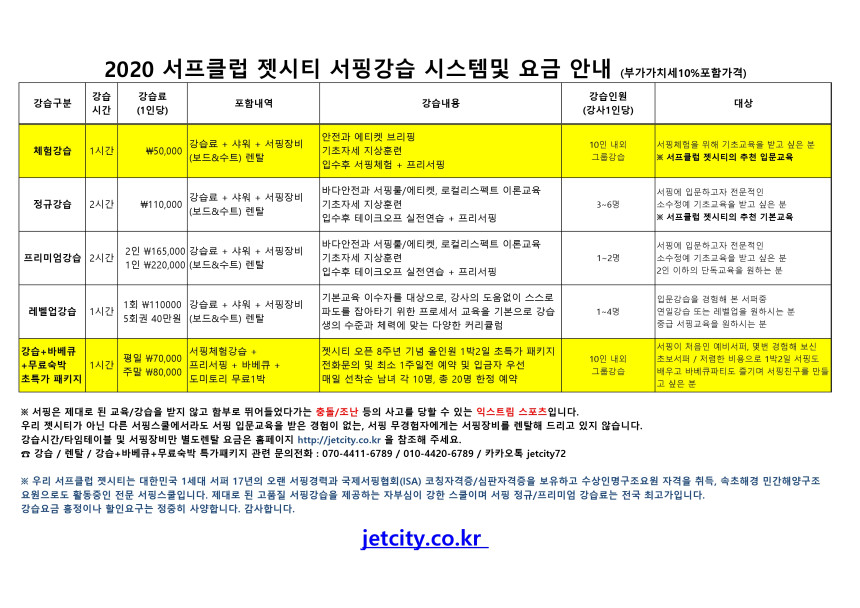 2020 서프클럽 젯시티 서핑강습 시스템및 요금 안내 (부가가치세10%포함가격)
강습구분 강습시간 강습료 (1인당) 포함내역 강습내용 강습인원 (강사1인당) 대상
체험강습 1시간 ₩50,000
강습료 + 샤워 + 서핑장비
(보드&수트) 렌탈
안전과 에티켓 브리핑
기초자세 지상훈련
입수후 서핑체험 + 프리서핑
10인 내외
그룹강습
서핑체험을 위해 기초교육을 받고 싶은 분
※ 서프클럽 젯시티의 추천 입문교육
정규강습 2시간 ₩110,000
강습료 + 샤워 + 서핑장비
(보드&수트) 렌탈
바다안전과 서핑룰/에티켓, 로컬리스펙트 이론교육
기초자세 지상훈련
입수후 테이크오프 실전연습 + 프리서핑
3~6명
서핑에 입문하고자 전문적인
소수정예 기초교육을 받고 싶은 분
※ 서프클럽 젯시티의 추천 기본교육
프리미엄강습 2시간
2인 ₩165,000
1인 ₩220,000
강습료 + 샤워 + 서핑장비
(보드&수트) 렌탈
바다안전과 서핑룰/에티켓, 로컬리스펙트 이론교육
기초자세 지상훈련
입수후 테이크오프 실전연습 + 프리서핑
1~2명
서핑에 입문하고자 전문적인
소수정예 기초교육을 받고 싶은 분
2인 이하의 단독교육을 원하는 분
레벨업강습 1시간
1회 ₩110000
5회권 40만원
강습료 + 샤워 + 서핑장비
(보드&수트) 렌탈
기본교육 이수자를 대상으로, 강사의 도움없이 스스로
파도를 잡아타기 위한 프로세서 교육을 기본으로 강습
생의 수준과 체력에 맞는 다양한 커리큘럼
1~4명
입문강습을 경험해 본 서퍼중
연일강습 또는 레벨업을 원하시는 분
중급 서핑교육을 원하시는 분
강습+바베큐
+무료숙박
초특가 패키지
1시간
평일 ₩70,000
주말 ₩80,000
서핑체험강습 +
프리서핑 + 바베큐 +
도미토리 무료1박
젯시티 오픈 8주년 기념 올인원 1박2일 초특가 패키지
전화문의 및 최소 1주일전 예약 및 입금자 우선
매일 선착순 남녀 각 10명, 총 20명 한정 예약
10인 내외
그룹강습
서핑이 처음인 예비서퍼, 몇번 경험해 보신
초보서퍼 / 저렴한 비용으로 1박2일 서핑도
배우고 바베큐파티도 즐기며 서핑친구를 만들
고 싶은 분
※ 서핑은 제대로 된 교육/강습을 받지 않고 함부로 뛰어들었다가는 충돌/조난 등의 사고를 당할 수 있는 익스트림 스포츠입니다.
우리 젯시티가 아닌 다른 서핑스쿨에서라도 서핑 입문교육을 받은 경험이 없는, 서핑 무경험자에게는 서핑장비를 렌탈해 드리고 있지 않습니다.
강습시간/타임테이블 및 서핑장비만 별도렌탈 요금은 홈페이지 http://jetcity.co.kr 을 참조해 주세요.
☎ 강습 / 렌탈 / 강습+바베큐+무료숙박 특가패키지 관련 문의전화 : 070-4411-6789 / 010-4420-6789 / 카카오톡 jetcity72
※ 우리 서프클럽 젯시티는 대한민국 1세대 서퍼 17년의 오랜 서핑경력과 국제서핑협회(ISA) 코칭자격증/심판자격증을 보유하고 수상인명구조요원 자격을 취득, 속초해경 민간해양구조
요원으로도 활동중인 전문 서핑스쿨입니다. 제대로 된 고품질 서핑강습을 제공하는 자부심이 강한 스쿨이며 서핑 정규/프리미엄 강습료는 전국 최고가입니다.
강습요금 흥정이나 할인요구는 정중히 사양합니다. 감사합니다.
jetcity.co.kr